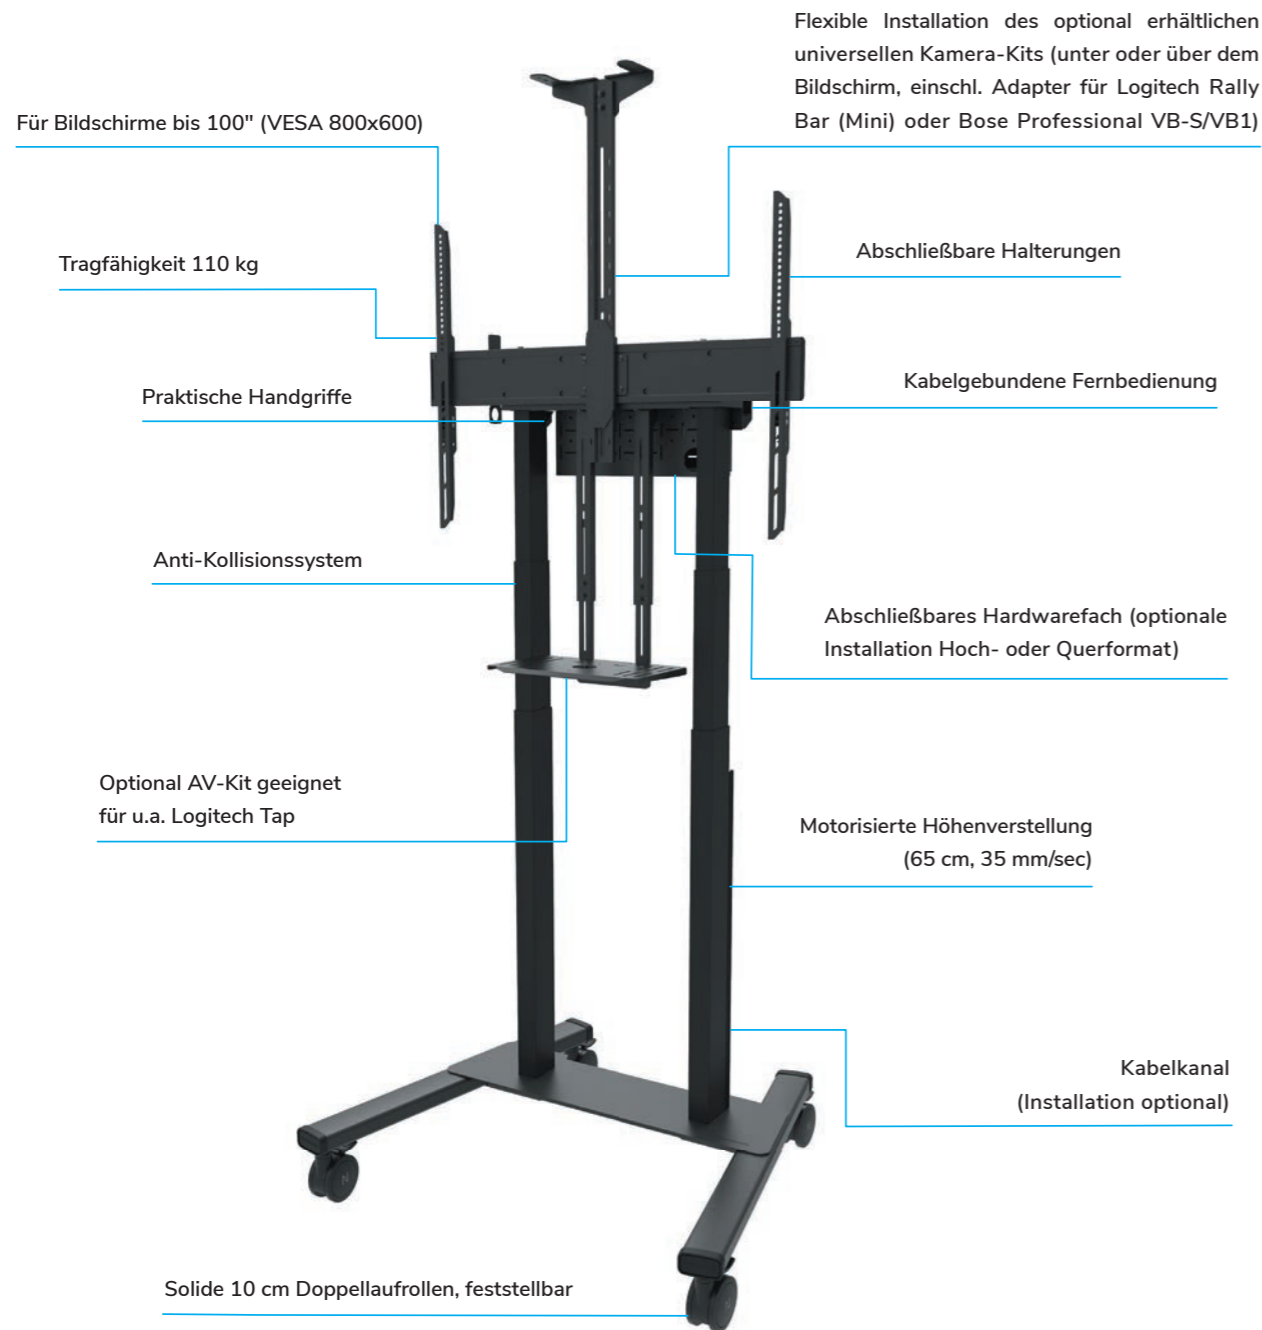 Flexible Installation des optional erhältlichen
universellen Kamera-Kits (unter oder über dem
Bildschirm, einschl. Adapter für Logitech Rally
Bar (Mini) oder Bose Professional VB-S/VB1)
Für Bildschirme bis 100" (VESA 800x600)
Abschließbare Halterungen
Tragfähigkeit 110 kg
Kabelgebundene Fernbedienung
Praktische Handgriffe
Anti-Kollisionssystem
Abschließbares Hardwarefach (optionale
Installation Hoch- oder Querformat)
Optional AV-Kit geeignet
für u.a. Logitech Tap
Motorisierte Höhenverstellung
(65 cm, 35 mm/sec)
Kabelkanal
(Installation optional)
Solide 10 cm Doppellaufrollen, feststellbar